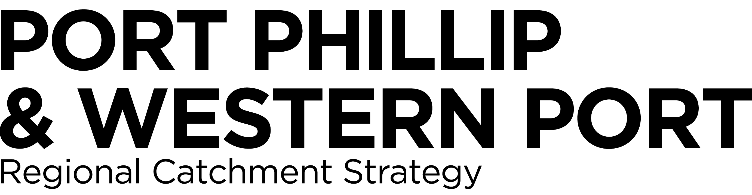 PORT PHILLIP
& WESTERN PORT
Regional Catchment Strategy